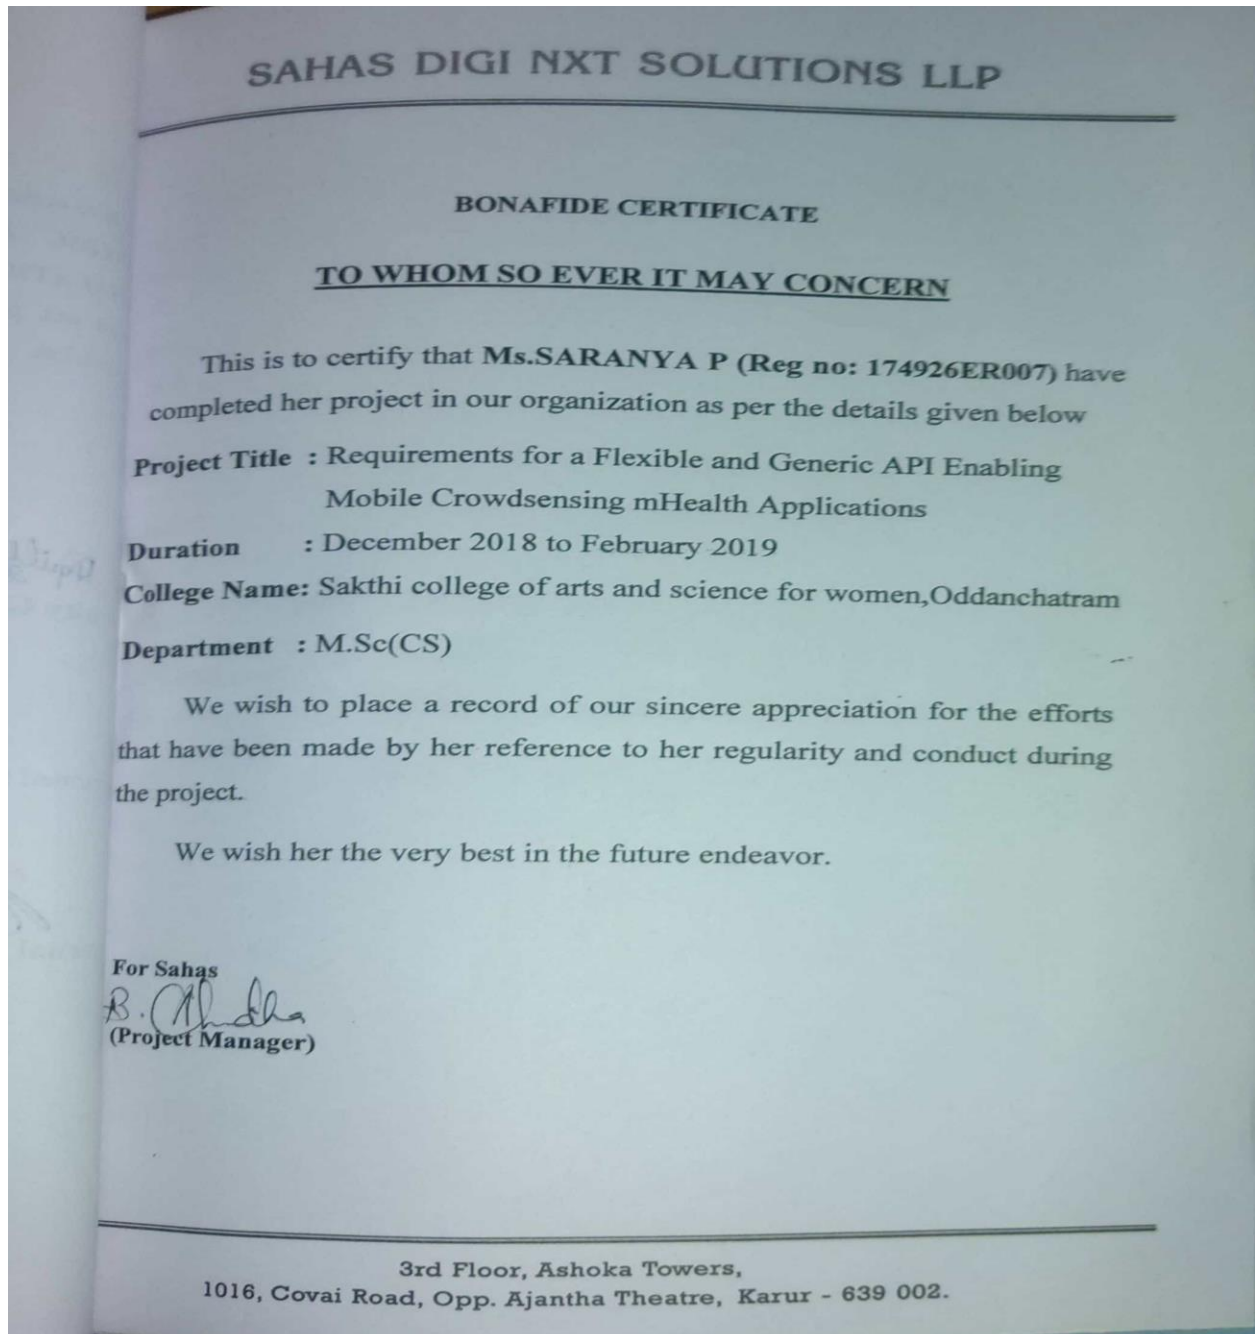 SAHAS DIGI NXT SOLUTIONS LLP
BONAFIDE CERTIFICATE
TO WHOM SO EVER IT MAY CONCERN
This is to certify that Ms.SARANYA P (Reg no: 174926ER007) have
completed her project in our organization as per the details given below
Project Title : Requirements for a Flexible and Generic API Enabling
Mobile Crowdsensing mHealth Applications
Duration : December 2018 to February 2019
College Name: Sakthi college of arts and science for women,Oddanchatram
Department : M.Sc(CS)
We wish to place a record of our sincere appreciation for the efforts
that have been made by her reference to her regularity and conduct during
the project.
We wish her the very best in the future endeavor.
For Sahas
B.
(Project Manager)
3rd Floor, Ashoka Towers,
1016, Covai Road, Opp. Ajantha Theatre, Karur - 639 002.